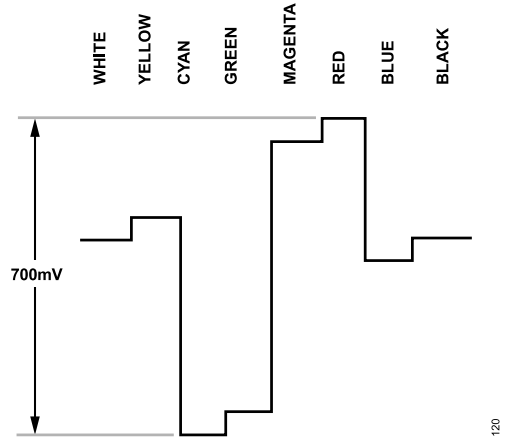 WHITE
YELLOW
CYAN
GREEN
MAGENTA
RED
BLUE
BLACK
700mV
120